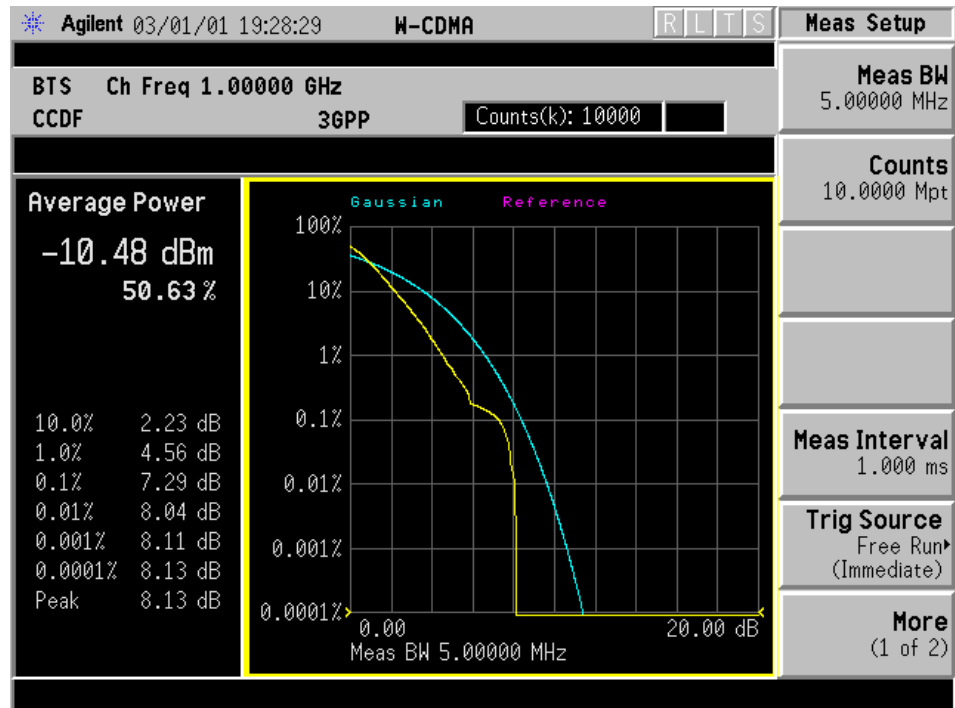 Agilent 03/01/01 19:28:29 W-CDMA R L T S
Meas Setup
BTS Ch Freq 1.00000 GHz
CCDF 3GPP Counts(k): 10000
Average Power
-10.48 dBm
50.63%
10.0% 2.23 dB
1.0% 4.56 dB
0.1% 7.29 dB
0.01% 8.04 dB
0.001% 8.11 dB
0.0001% 8.13 dB
Peak 8.13 dB
Gaussian Reference
100%
10%
1%
0.1%
0.01%
0.001%
0.0001%
0.00 20.00 dB
Meas BW 5.00000 MHz
Meas BW
5.00000 MHz
Counts
10.0000 Mpt
Meas Interval
1.000 ms
Trig Source
Free Run
(Immediate)
More
(1 of 2)